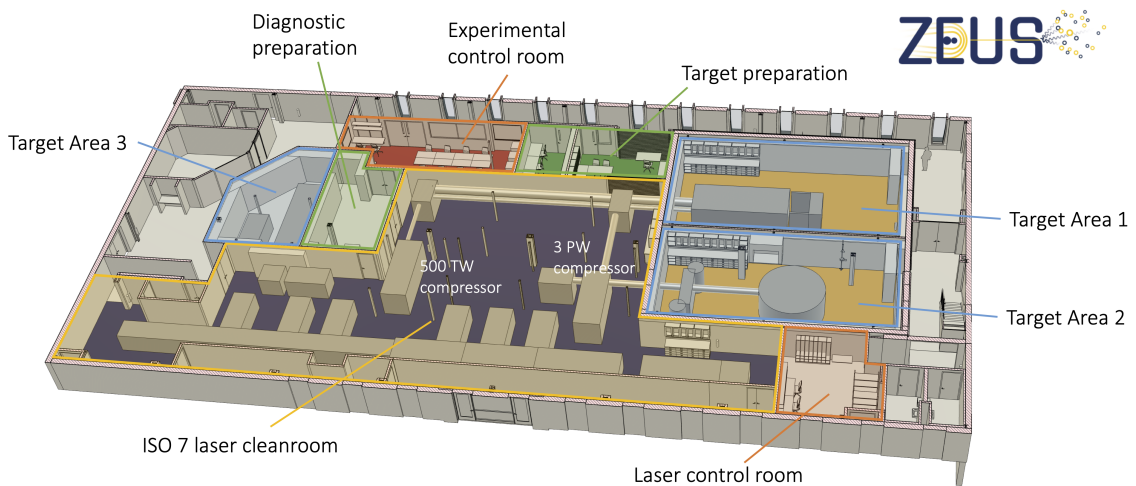 Diagnostic
preparation
Experimental
control room
ZEUS
Target preparation
Target Area 3
Target Area 1
500 TW
compressor
3 PW
compressor
Target Area 2
ISO 7 laser cleanroom
Laser control room